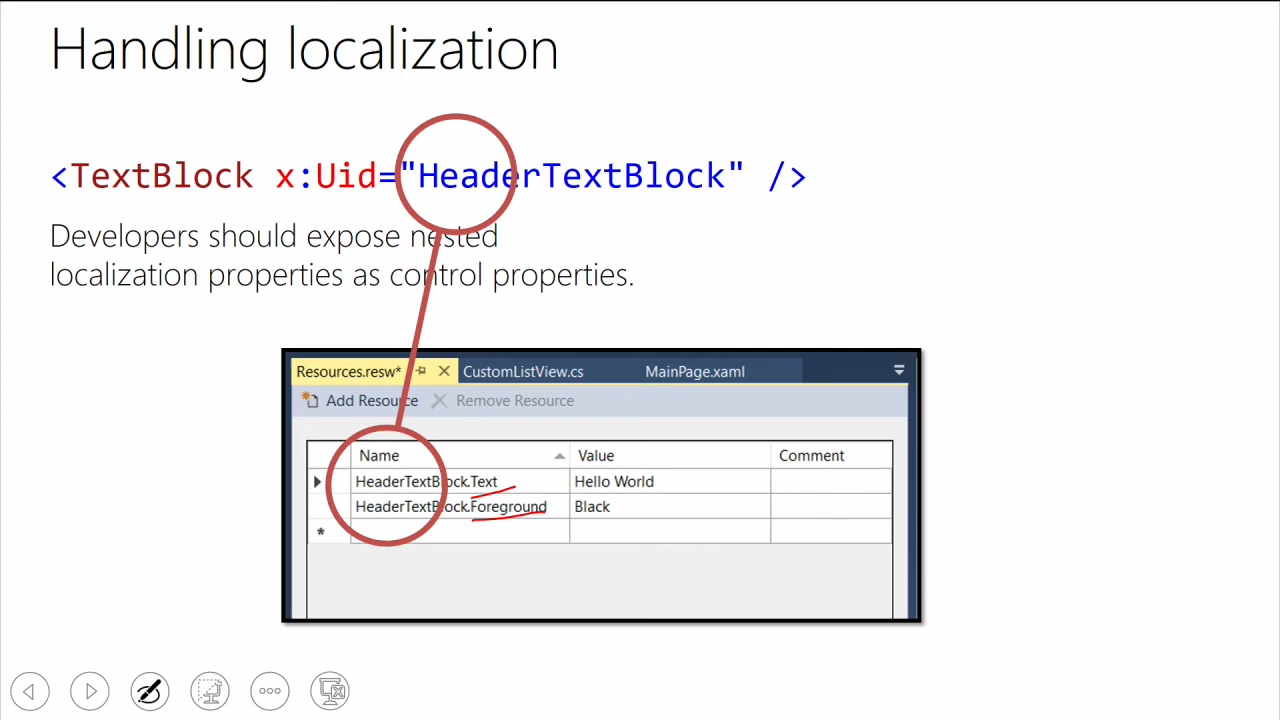 Handling localization
<TextBlock x:Uid="HeaderTextBlock" />
Developers should expose nested
localization properties as control properties.
Resources.resw* CustomListView.cs MainPage.xaml
Add Resource Remove Resource
Name Value Comment
HeaderTextBlock.Text Hello World
HeaderTextBlock.Foreground Black
*